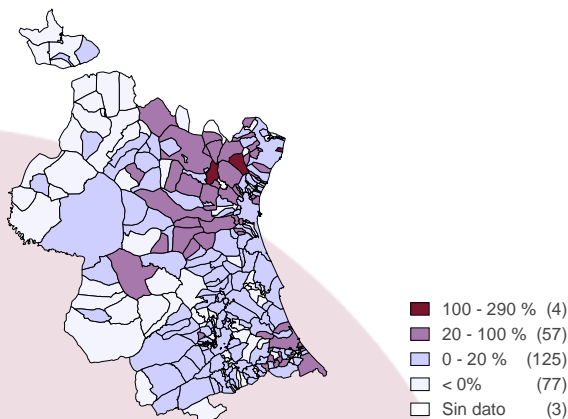 100 - 290 % (4)
20 - 100 % (57)
0 - 20 % (125)
< 0% (77)
Sin dato (3)